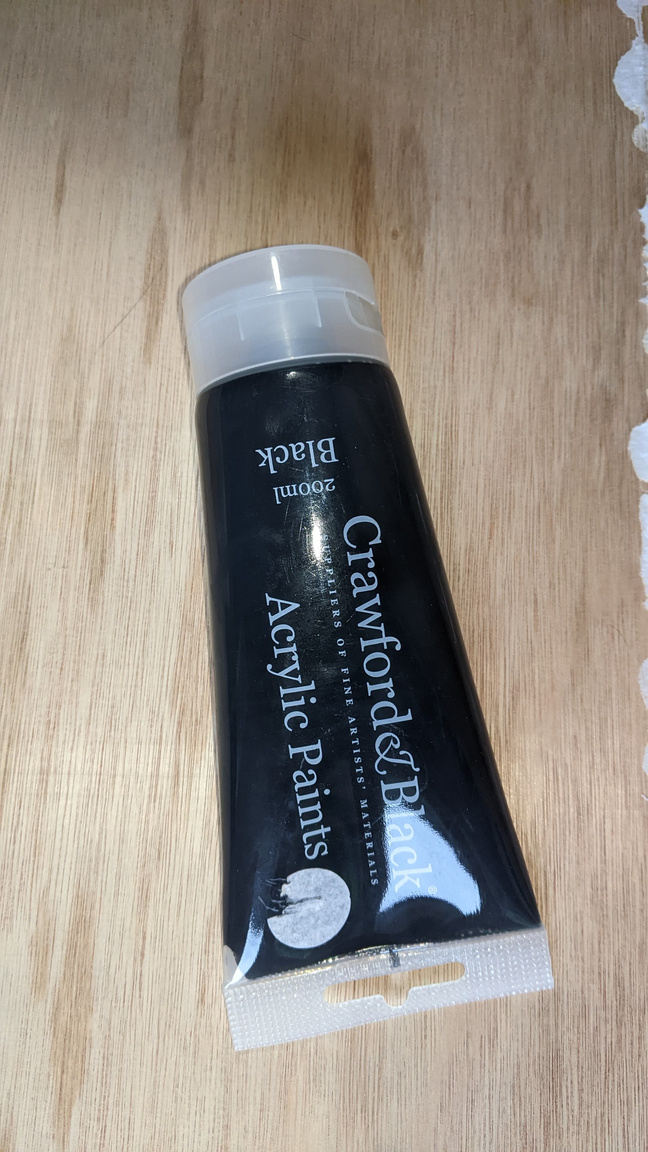 Crawford & Black®
SUPPLIERS OF FINE ARTISTS' MATERIALS
Acrylic Paints
200ml
Black